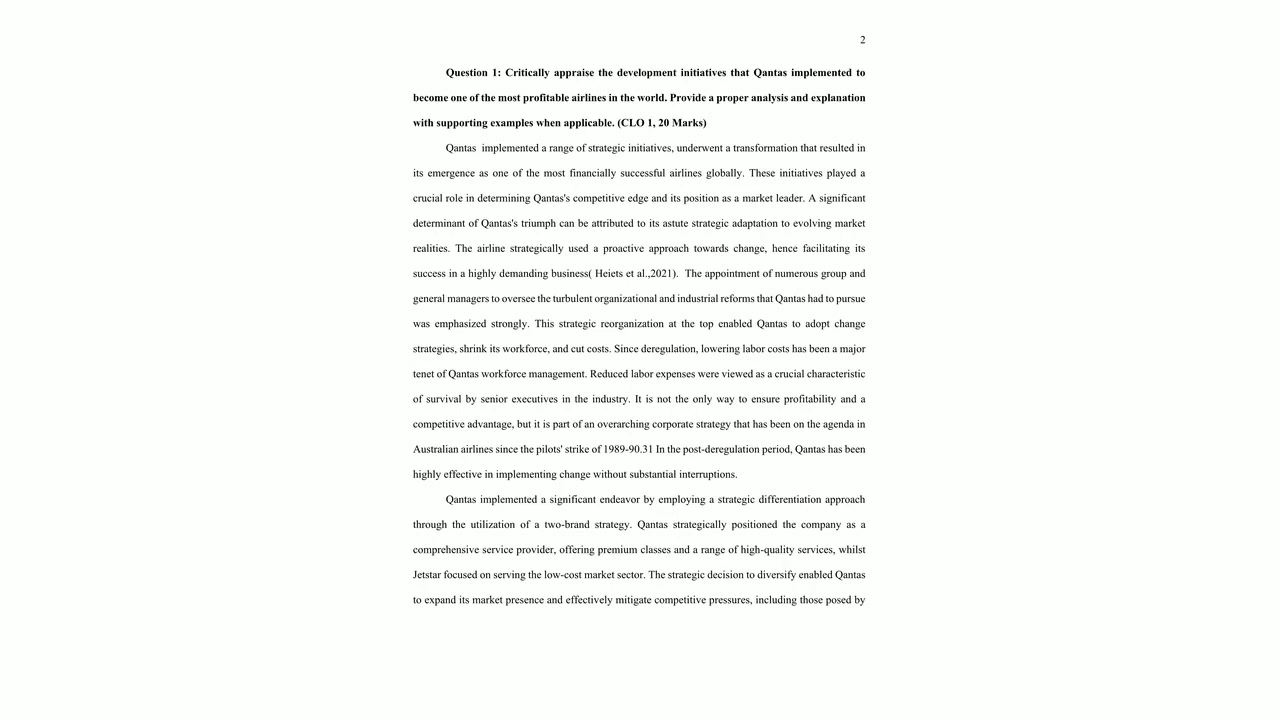 2
Question 1: Critically appraise the development initiatives that Qantas implemented to
become one of the most profitable airlines in the world. Provide a proper analysis and explanation
with supporting examples when applicable. (CLO 1, 20 Marks)
Qantas  implemented a range of strategic initiatives, underwent a transformation that resulted in
its emergence as one of the most financially successful airlines globally. These initiatives played a
crucial role in determining Qantas's competitive edge and its position as a market leader. A significant
determinant of Qantas's triumph can be attributed to its astute strategic adaptation to evolving market
realities. The airline strategically used a proactive approach towards change, hence facilitating its
success in a highly demanding business( Heiets et al.,2021).  The appointment of numerous group and
general managers to oversee the turbulent organizational and industrial reforms that Qantas had to pursue
was emphasized strongly. This strategic reorganization at the top enabled Qantas to adopt change
strategies, shrink its workforce, and cut costs. Since deregulation, lowering labor costs has been a major
tenet of Qantas workforce management. Reduced labor expenses were viewed as a crucial characteristic
of survival by senior executives in the industry. It is not the only way to ensure profitability and a
competitive advantage, but it is part of an overarching corporate strategy that has been on the agenda in
Australian airlines since the pilots' strike of 1989-90.31 In the post-deregulation period, Qantas has been
highly effective in implementing change without substantial interruptions.
Qantas implemented a significant endeavor by employing a strategic differentiation approach
through the utilization of a two-brand strategy. Qantas strategically positioned the company as a
comprehensive service provider, offering premium classes and a range of high-quality services, whilst
Jetstar focused on serving the low-cost market sector. The strategic decision to diversify enabled Qantas
to expand its market presence and effectively mitigate competitive pressures, including those posed by